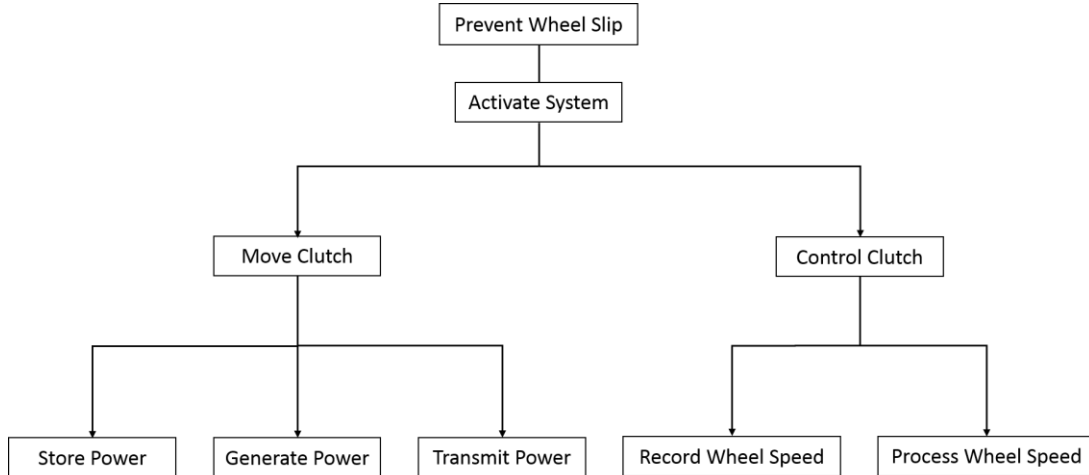 Prevent Wheel Slip
Activate System
Move Clutch
Control Clutch
Store Power
Generate Power
Transmit Power
Record Wheel Speed
Process Wheel Speed